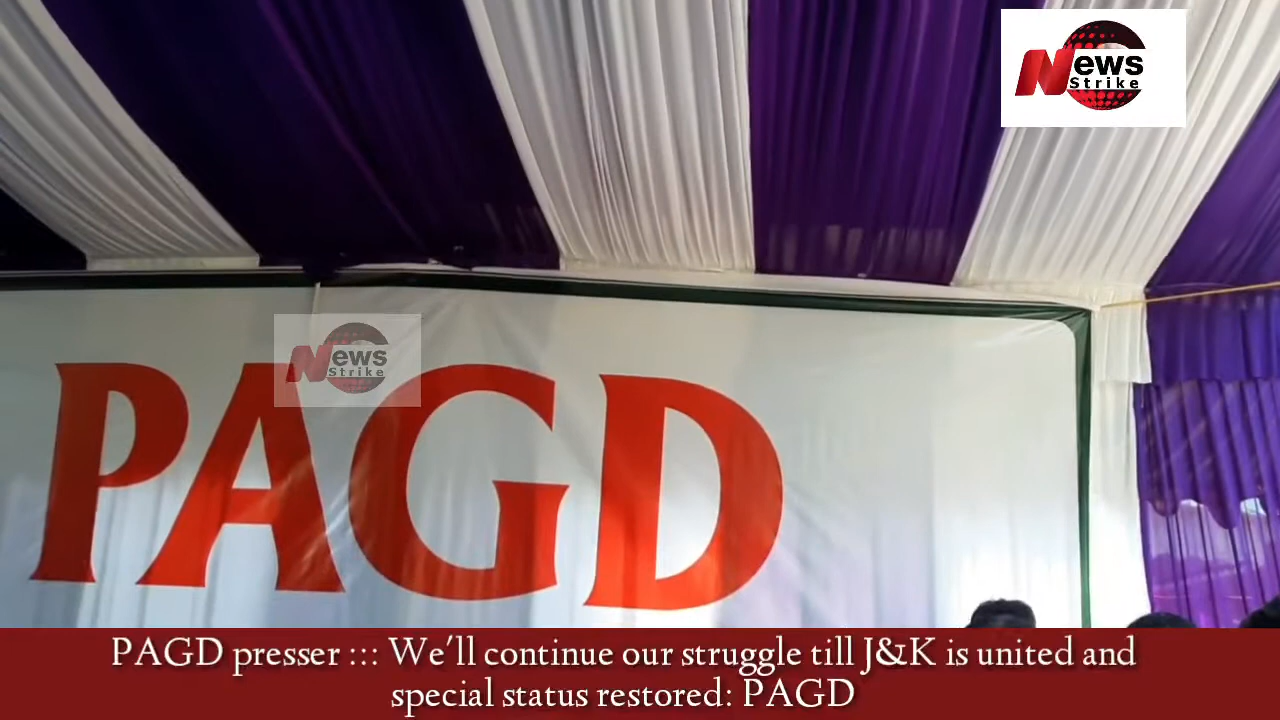 News
Strike
News
Strike
PAGD
PAGD presser ::: We'll continue our struggle till J&K is united and
special status restored: PAGD